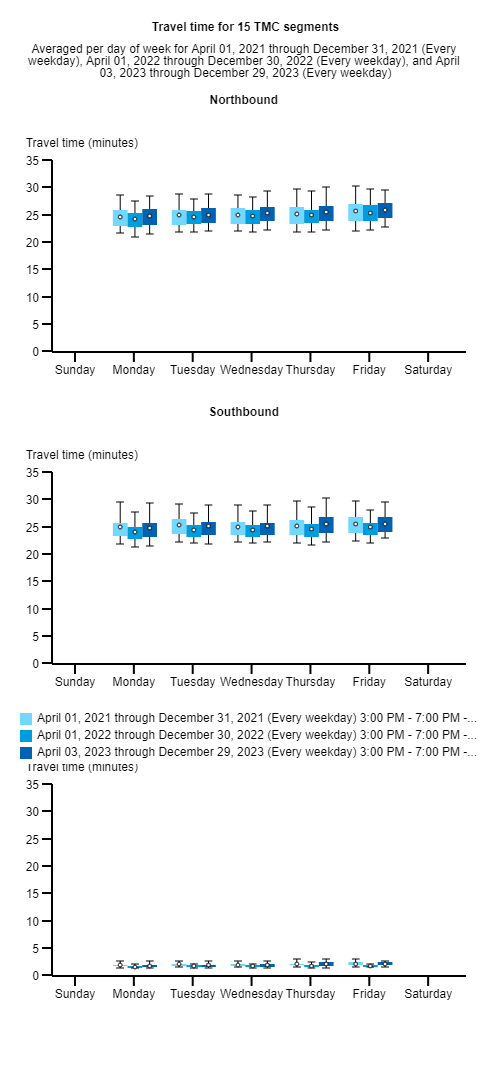 Travel time for 15 TMC segments
Averaged per day of week for April 01, 2021 through December 31, 2021 (Every
weekday), April 01, 2022 through December 30, 2022 (Every weekday), and April
03, 2023 through December 29, 2023 (Every weekday)
Northbound
Travel time (minutes)
35
30
25
20
15
10
5
0
Sunday Monday Tuesday Wednesday Thursday Friday Saturday
Southbound
Travel time (minutes)
35
30
25
20
15
10
5
0
Sunday Monday Tuesday Wednesday Thursday Friday Saturday
April 01, 2021 through December 31, 2021 (Every weekday) 3:00 PM - 7:00 PM -...
April 01, 2022 through December 30, 2022 (Every weekday) 3:00 PM - 7:00 PM -...
April 03, 2023 through December 29, 2023 (Every weekday) 3:00 PM - 7:00 PM -...
Travel time (minutes)
35
30
25
20
15
10
5
0
Sunday Monday Tuesday Wednesday Thursday Friday Saturday